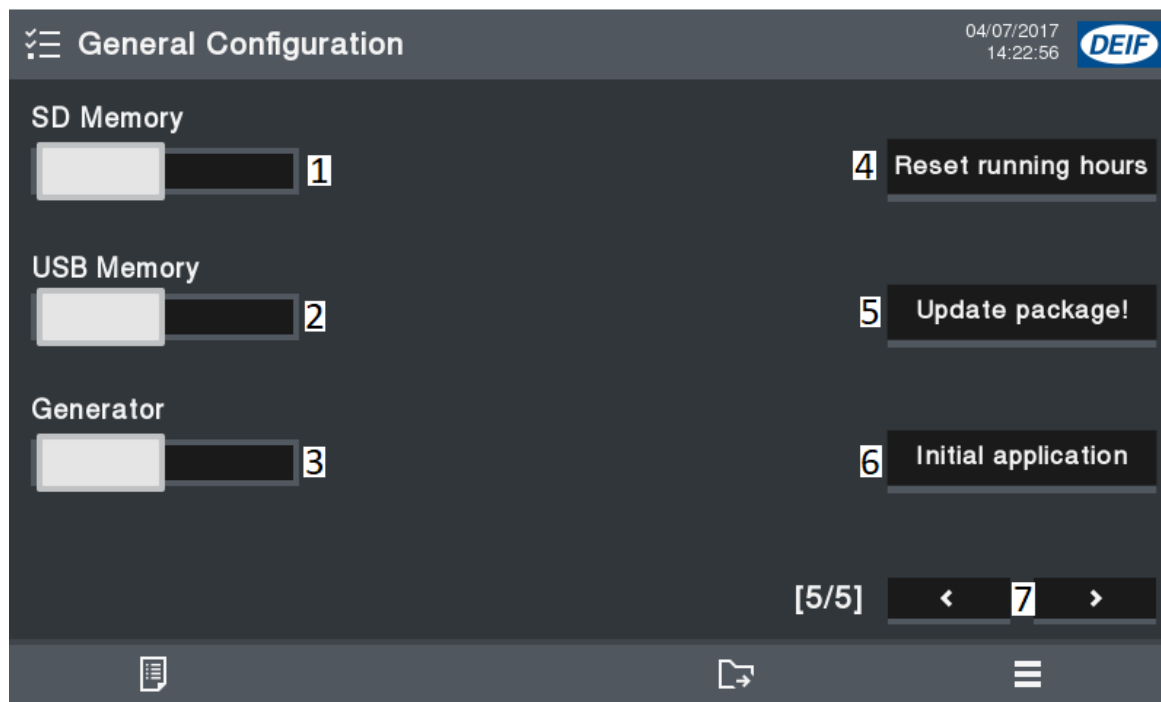 General Configuration
04/07/2017
14:22:56
DEIF
SD Memory
1
4 Reset running hours
USB Memory
2
5 Update package!
Generator
3
6 Initial application
[5/5] < 7 >